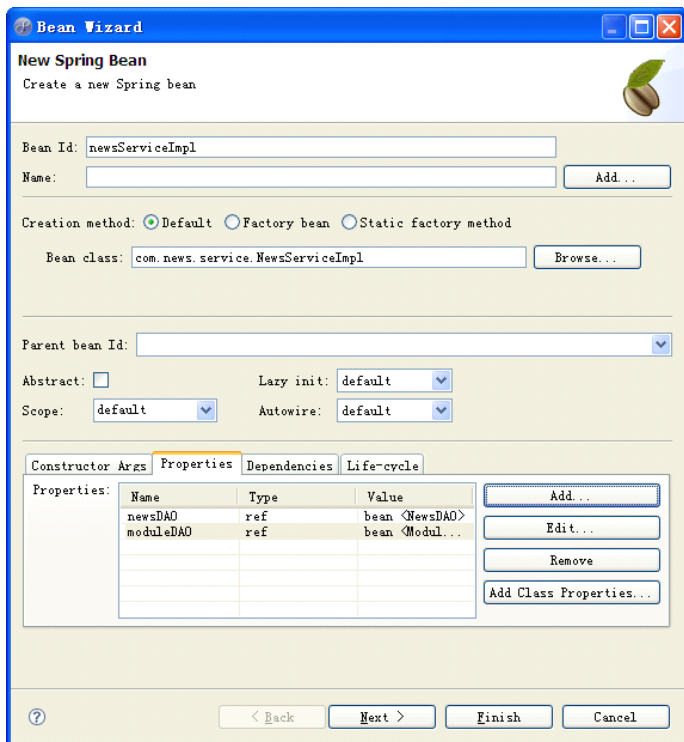 Bean Wizard
New Spring Bean
Create a new Spring bean
Bean Id: newsServiceImpl
Name: Add...
Creation method: Default Factory bean Static factory method
Bean class: com.news.service.NewsServiceImpl Browse...
Parent bean Id:
Abstract: Lazy init: default
Scope: default Autowire: default
Constructor Args Properties Dependencies Life-cycle
Properties: Name Type Value Add...
newsDAO ref bean <NewsDAO>
moduleDAO ref bean <Modul...
Edit...
Remove
Add Class Properties...
? < Back Next > Finish Cancel